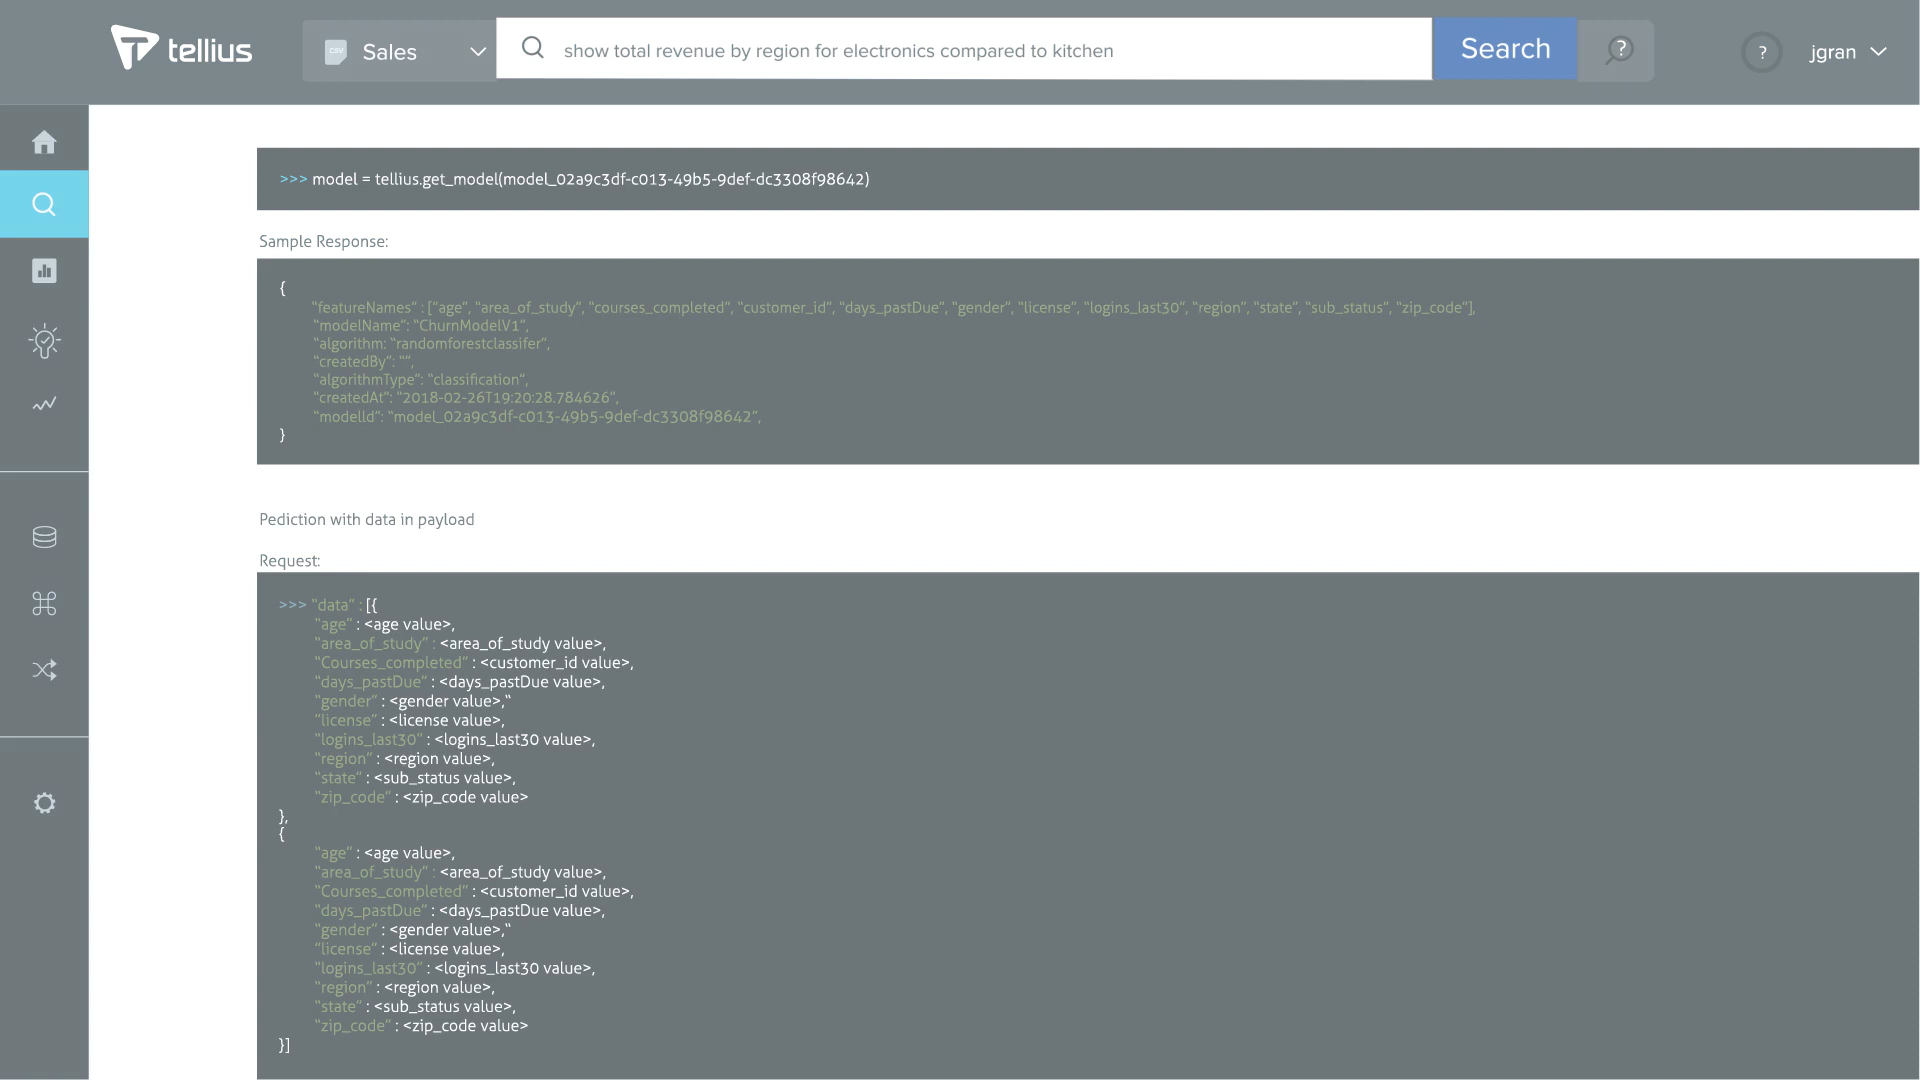 tellius
CSV Sales
show total revenue by region for electronics compared to kitchen
Search
?
?
jgran
>>> model = tellius.get_model(model_02a9c3df-c013-49b5-9def-dc3308f98642)
Sample Response:
{
“featureNames” : [“age”, “area_of_study”, “courses_completed”, “customer_id”, “days_pastDue”, “gender”, “license”, “logins_last30”, “region”, “state”, “sub_status”, “zip_code”],
“modelName”: “ChurnModelV1”,
“algorithm: “randomforestclassifer”,
“createdBy”: “”,
“algorithmType”: “classification”,
“createdAt”: “2018-02-26T19:20:28.784626”,
“modelId”: “model_02a9c3df-c013-49b5-9def-dc3308f98642”,
}
Pediction with data in payload
Request:
>>> “data” : [{
“age” : <age value>,
“area_of_study” : <area_of_study value>,
“Courses_completed” : <customer_id value>,
“days_pastDue” : <days_pastDue value>,
“gender” : <gender value>,“
“license” : <license value>,
“logins_last30” : <logins_last30 value>,
“region” : <region value>,
“state” : <sub_status value>,
“zip_code” : <zip_code value>
},
{
“age” : <age value>,
“area_of_study” : <area_of_study value>,
“Courses_completed” : <customer_id value>,
“days_pastDue” : <days_pastDue value>,
“gender” : <gender value>,“
“license” : <license value>,
“logins_last30” : <logins_last30 value>,
“region” : <region value>,
“state” : <sub_status value>,
“zip_code” : <zip_code value>
}]